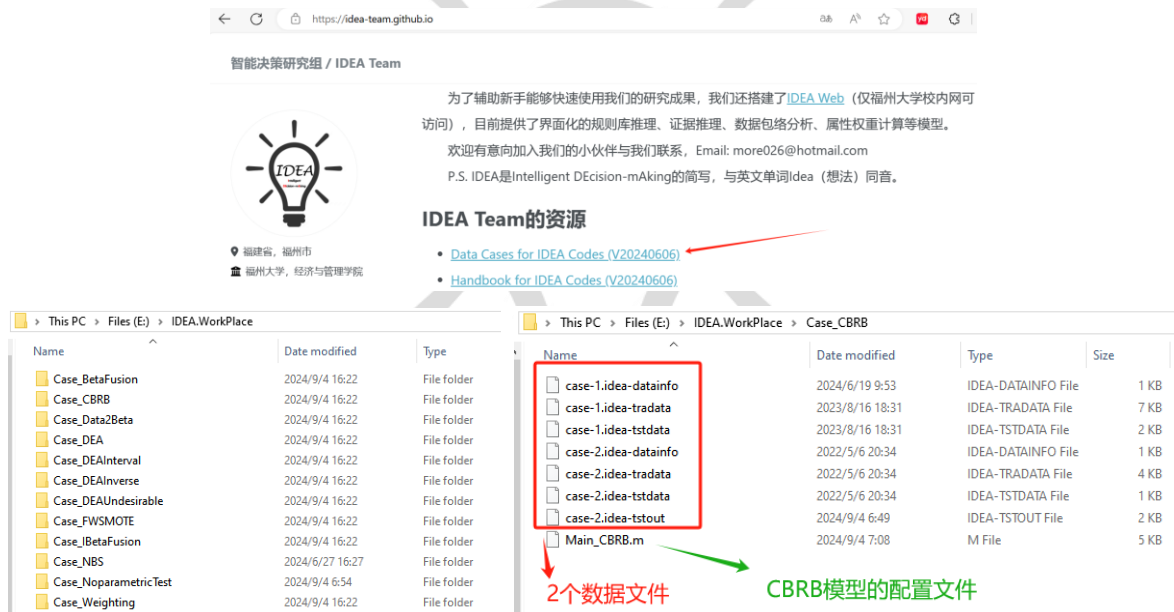 https://idea-team.github.io
智能决策研究组 / IDEA Team
为了辅助新手能够快速使用我们的研究成果，我们还搭建了IDEA Web（仅福州大学校内网可
访问），目前提供了界面化的规则库推理、证据推理、数据包络分析、属性权重计算等模型。
欢迎有意向加入我们的小伙伴与我们联系，Email: more026@hotmail.com
P.S. IDEA是Intelligent DEcision-mAking的简写，与英文单词Idea（想法）同音。
IDEA
福建省，福州市
福州大学，经济与管理学院
IDEA Team的资源
Data Cases for IDEA Codes (V20240606)
Handbook for IDEA Codes (V20240606)
This PC > Files (E:) > IDEA.WorkPlace
Name Date modified Type
Case_BetaFusion 2024/9/4 16:22 File folder
Case_CBRB 2024/9/4 16:22 File folder
Case_Data2Beta 2024/9/4 16:22 File folder
Case_DEA 2024/9/4 16:22 File folder
Case_DEAInterval 2024/9/4 16:22 File folder
Case_DEAInverse 2024/9/4 16:22 File folder
Case_DEAUndesirable 2024/9/4 16:22 File folder
Case_FWSMOTE 2024/9/4 16:22 File folder
Case_IBetaFusion 2024/9/4 16:22 File folder
Case_NBS 2024/6/27 16:27 File folder
Case_NoparametricTest 2024/9/4 6:54 File folder
Case_Weighting 2024/9/4 16:22 File folder
This PC > Files (E:) > IDEA.WorkPlace > Case_CBRB
Name Date modified Type Size
case-1.idea-datainfo 2024/6/19 9:53 IDEA-DATAINFO File 1 KB
case-1.idea-tradata 2023/8/16 18:31 IDEA-TRADATA File 7 KB
case-1.idea-tstdata 2023/8/16 18:31 IDEA-TSTDATA File 2 KB
case-2.idea-datainfo 2022/5/6 20:34 IDEA-DATAINFO File 1 KB
case-2.idea-tradata 2022/5/6 20:34 IDEA-TRADATA File 4 KB
case-2.idea-tstdata 2022/5/6 20:34 IDEA-TSTDATA File 1 KB
case-2.idea-tstout 2024/9/4 6:49 IDEA-TSTOUT File 2 KB
Main_CBRB.m 2024/9/4 7:08 M File 5 KB
2个数据文件
CBRB模型的配置文件